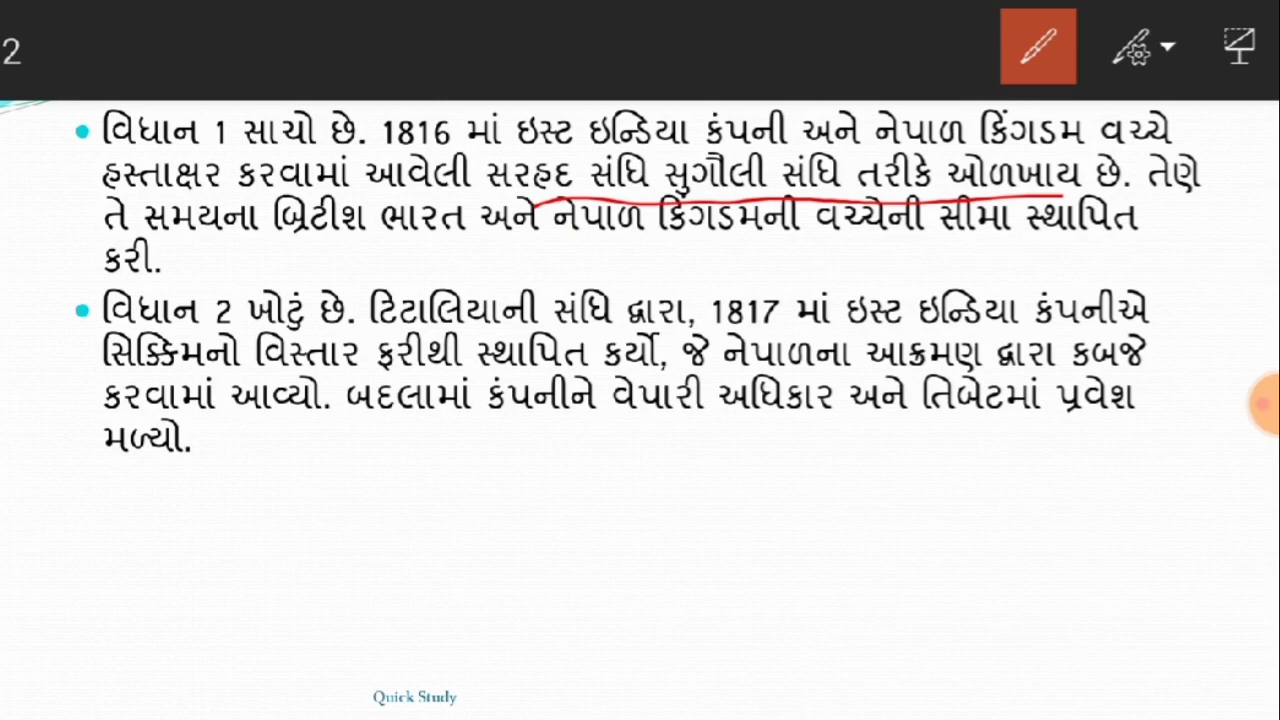 2
વિધાન 1 સાચો છે. 1816 માં ઇસ્ટ ઇન્ડિયા કંપની અને નેપાળ કિંગડમ વચ્ચે
હસ્તાક્ષર કરવામાં આવેલી સરહદ સંધિ સુગૌલી સંધિ તરીકે ઓળખાય છે. તેણે
તે સમયના બ્રિટીશ ભારત અને નેપાળ કિંગડમની વચ્ચેની સીમા સ્થાપિત
કરી.
વિધાન 2 ખોટું છે. ટિટાલિયાની સંધિ દ્વારા, 1817 માં ઇસ્ટ ઇન્ડિયા કંપનીએ
સિક્કિમનો વિસ્તાર ફરીથી સ્થાપિત કર્યો, જે નેપાળના આક્રમણ દ્વારા કબજે
કરવામાં આવ્યો. બદલામાં કંપનીને વેપારી અધિકાર અને તિબેટમાં પ્રવેશ
મળ્યો.
Quick Study